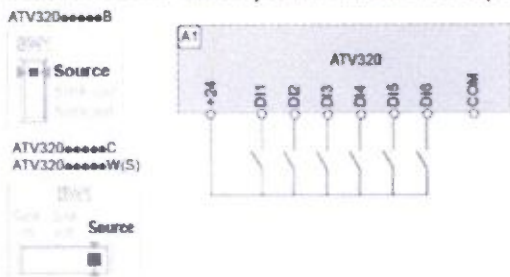 ATV320●●●●●B
Source
ATV320●●●●●C
ATV320●●●●●W(S)
Source
A1
ATV320
+24
DI1
DI2
DI3
DI4
DI5
DI6
COM